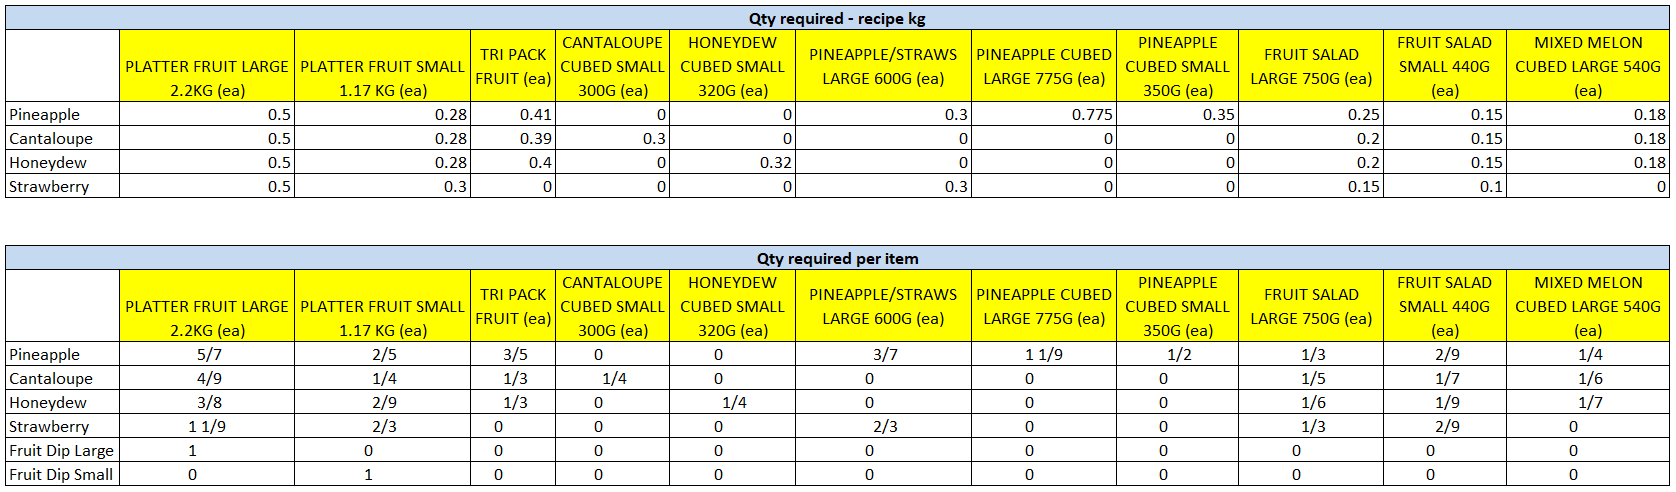 Qty required - recipe kg
PLATTER FRUIT LARGE 2.2KG (ea) PLATTER FRUIT SMALL 1.17 KG (ea) TRI PACK FRUIT (ea) CANTALOUPE CUBED SMALL 300G (ea) HONEYDEW CUBED SMALL 320G (ea) PINEAPPLE/STRAWS LARGE 600G (ea) PINEAPPLE CUBED LARGE 775G (ea) PINEAPPLE CUBED SMALL 350G (ea) FRUIT SALAD LARGE 750G (ea) FRUIT SALAD SMALL 440G (ea) MIXED MELON CUBED LARGE 540G (ea)
Pineapple 0.5 0.28 0.41 0 0 0.3 0.775 0.35 0.25 0.15 0.18
Cantaloupe 0.5 0.28 0.39 0.3 0 0 0 0 0.2 0.15 0.18
Honeydew 0.5 0.28 0.4 0 0.32 0 0 0 0.2 0.15 0.18
Strawberry 0.5 0.3 0 0 0 0.3 0 0 0.15 0.1 0
Qty required per item
PLATTER FRUIT LARGE 2.2KG (ea) PLATTER FRUIT SMALL 1.17 KG (ea) TRI PACK FRUIT (ea) CANTALOUPE CUBED SMALL 300G (ea) HONEYDEW CUBED SMALL 320G (ea) PINEAPPLE/STRAWS LARGE 600G (ea) PINEAPPLE CUBED LARGE 775G (ea) PINEAPPLE CUBED SMALL 350G (ea) FRUIT SALAD LARGE 750G (ea) FRUIT SALAD SMALL 440G (ea) MIXED MELON CUBED LARGE 540G (ea)
Pineapple 5/7 2/5 3/5 0 0 3/7 1 1/9 1/2 1/3 2/9 1/4
Cantaloupe 4/9 1/4 1/3 1/4 0 0 0 0 1/5 1/7 1/6
Honeydew 3/8 2/9 1/3 0 1/4 0 0 0 1/6 1/9 1/7
Strawberry 1 1/9 2/3 0 0 0 2/3 0 0 1/3 2/9 0
Fruit Dip Large 1 0 0 0 0 0 0 0 0 0 0
Fruit Dip Small 0 1 0 0 0 0 0 0 0 0 0